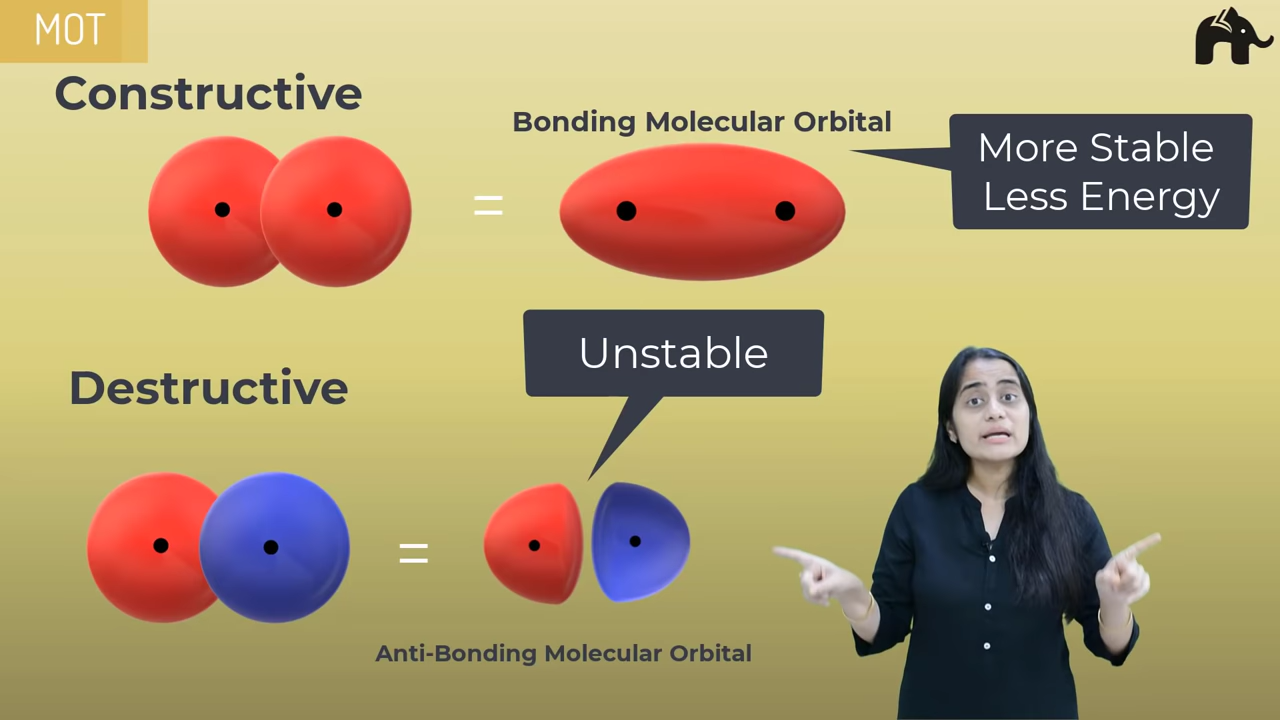 MOT
Constructive
Bonding Molecular Orbital
More Stable
Less Energy
=
Unstable
Destructive
=
Anti-Bonding Molecular Orbital